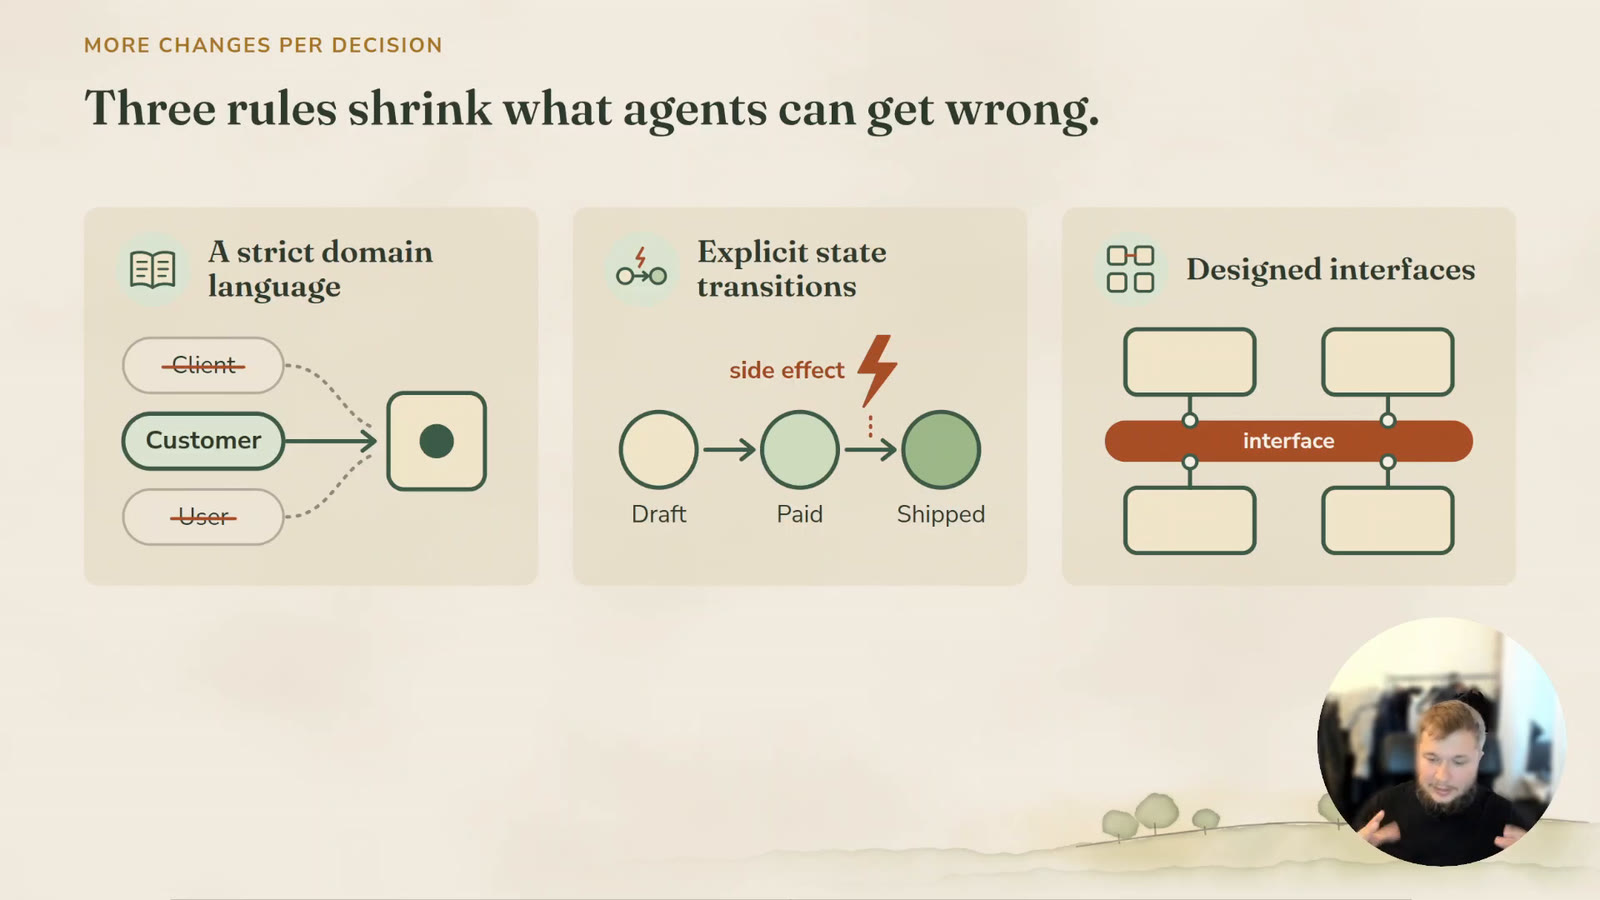 MORE CHANGES PER DECISION
Three rules shrink what agents can get wrong.
A strict domain
language
Client
Customer
User
Explicit state
transitions
side effect
Draft
Paid
Shipped
Designed interfaces
interface